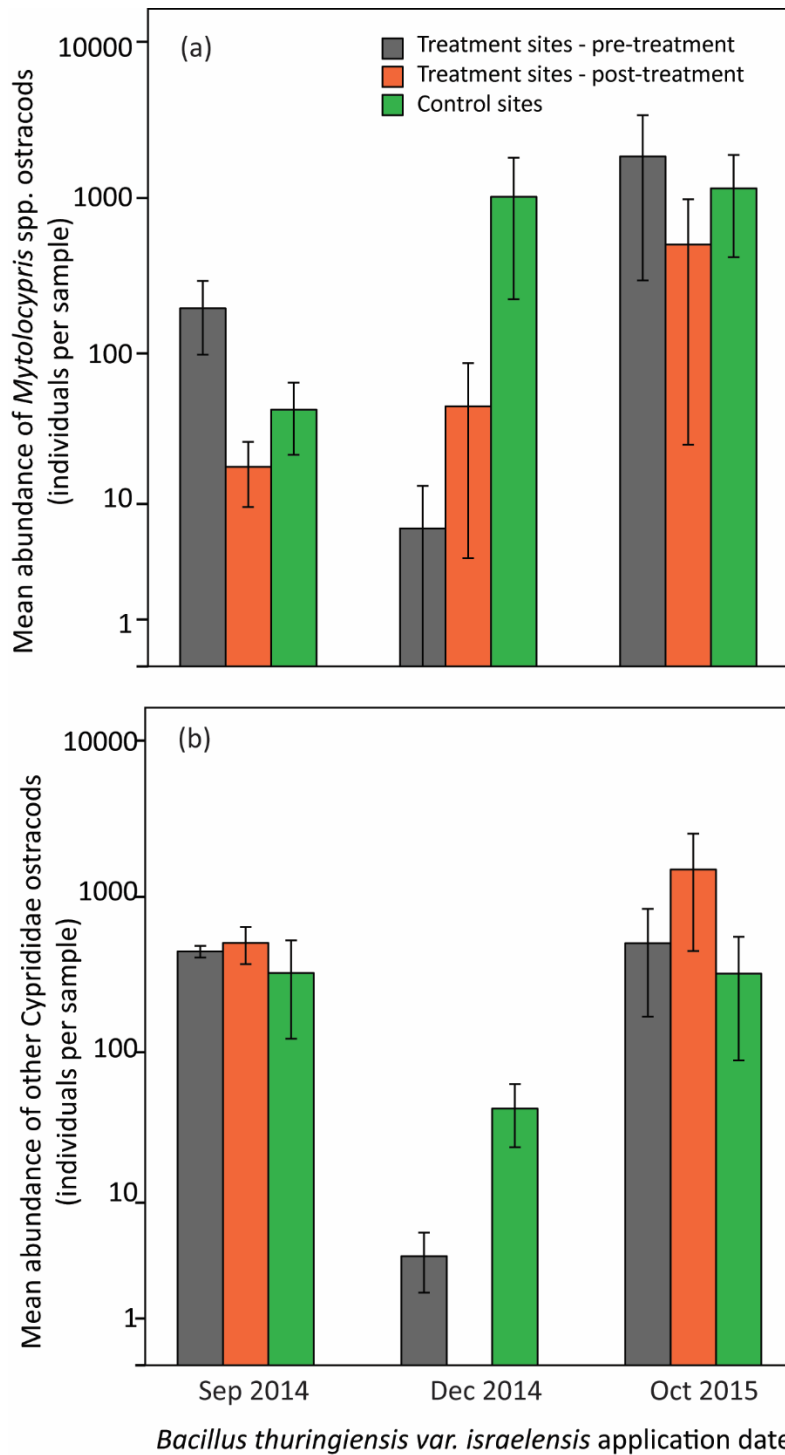 (a)
Treatment sites - pre-treatment
Treatment sites - post-treatment
Control sites
Mean abundance of Mytolocypris spp. ostracods
(individuals per sample)
10000
1000
100
10
1
(b)
Mean abundance of other Cyprididae ostracods
(individuals per sample)
10000
1000
100
10
1
Sep 2014 Dec 2014 Oct 2015
Bacillus thuringiensis var. israelensis application date